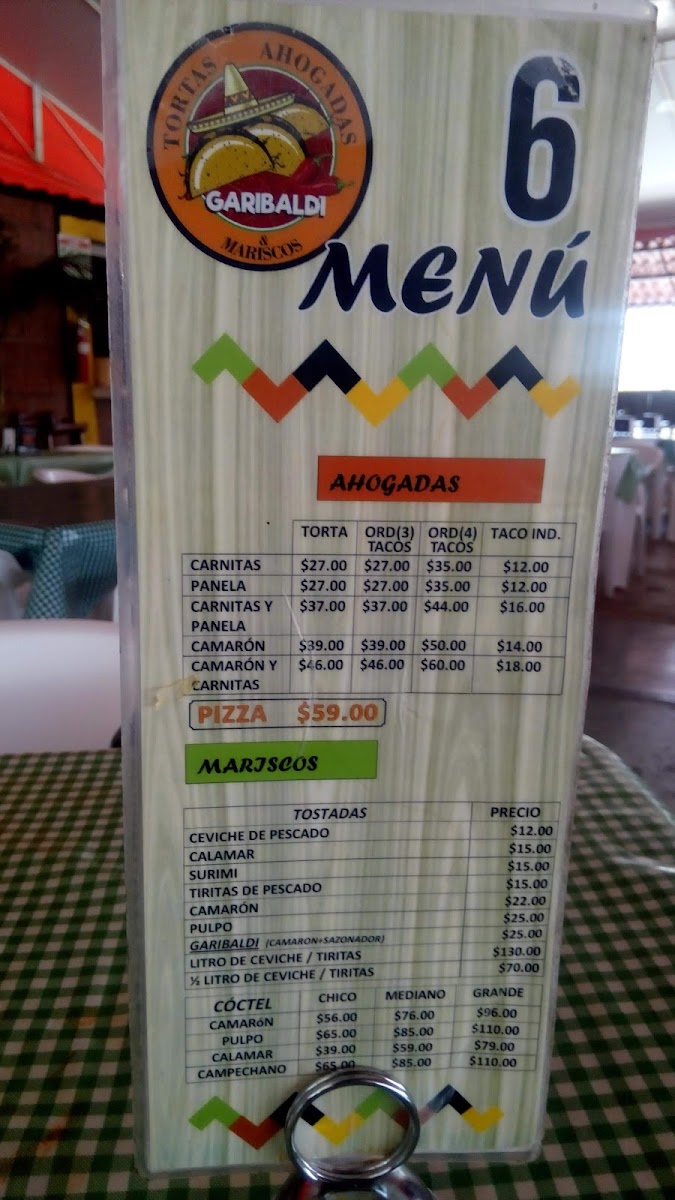 TORTAS AHOGADAS
GARIBALDI
& MARISCOS
6
MENÚ
AHOGADAS
TORTA ORD(3) TACOS ORD(4) TACOS TACO IND.
CARNITAS $27.00 $27.00 $35.00 $12.00
PANELA $27.00 $27.00 $35.00 $12.00
CARNITAS Y $37.00 $37.00 $44.00 $16.00
PANELA
CAMARÓN $39.00 $39.00 $50.00 $14.00
CAMARÓN Y $46.00 $46.00 $60.00 $18.00
CARNITAS
PIZZA $59.00
MARISCOS
TOSTADAS PRECIO
CEVICHE DE PESCADO $12.00
CALAMAR $15.00
SURIMI $15.00
TIRITAS DE PESCADO $15.00
CAMARÓN $22.00
PULPO $25.00
GARIBALDI (CAMARON+SAZONADOR) $25.00
LITRO DE CEVICHE / TIRITAS $130.00
½ LITRO DE CEVICHE / TIRITAS $70.00
CÓCTEL CHICO MEDIANO GRANDE
CAMARóN $56.00 $76.00 $96.00
PULPO $65.00 $85.00 $110.00
CALAMAR $39.00 $59.00 $79.00
CAMPECHANO $65.00 $85.00 $110.00